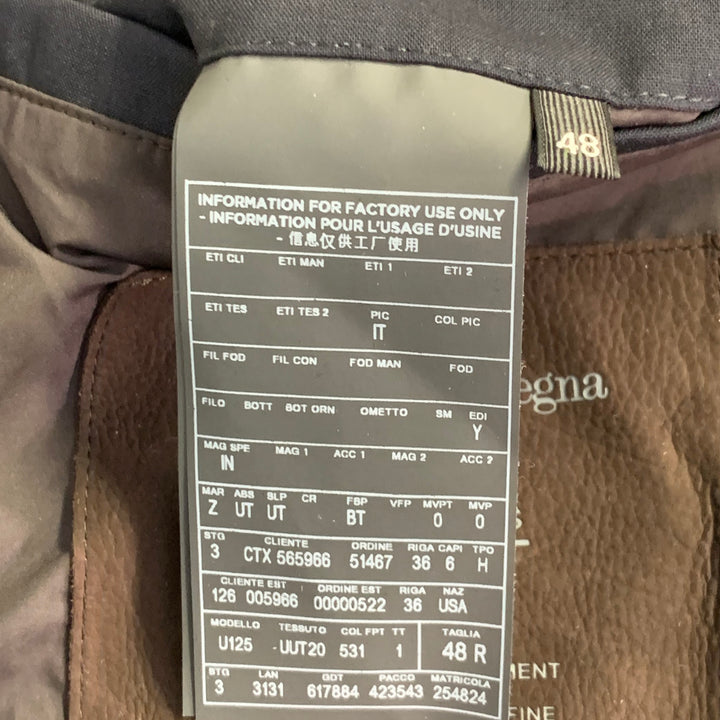 48
INFORMATION FOR FACTORY USE ONLY
- INFORMATION POUR L'USAGE D'USINE
- 信息仅供工厂使用
ETI CLI ETI MAN ETI 1 ETI 2
ETI TES ETI TES 2 PIC COL PIC
IT
FIL FOD FIL CON FOD MAN FOD
FILO BOTT BOT ORN OMETTO SM EDI
Y
MAG SPE MAG 1 ACC 1 MAG 2 ACC 2
IN
MAR ABS SLP CR FBP VFP MVPT MVP
Z UT UT BT 0 0
STG CLIENTE ORDINE RIGA CAPI TPO
3 CTX 565966 51467 36 6 H
CLIENTE EST ORDINE EST RIGA NAZ
126 005966 00000522 36 USA
MODELLO TESSUTO COL FPT TT TAGLIA
U125 -UUT20 531 1 48 R
STG LAN GDT PACCO MATRICOLA
3 3131 617884 423543 254824
egna
MENT
FINE